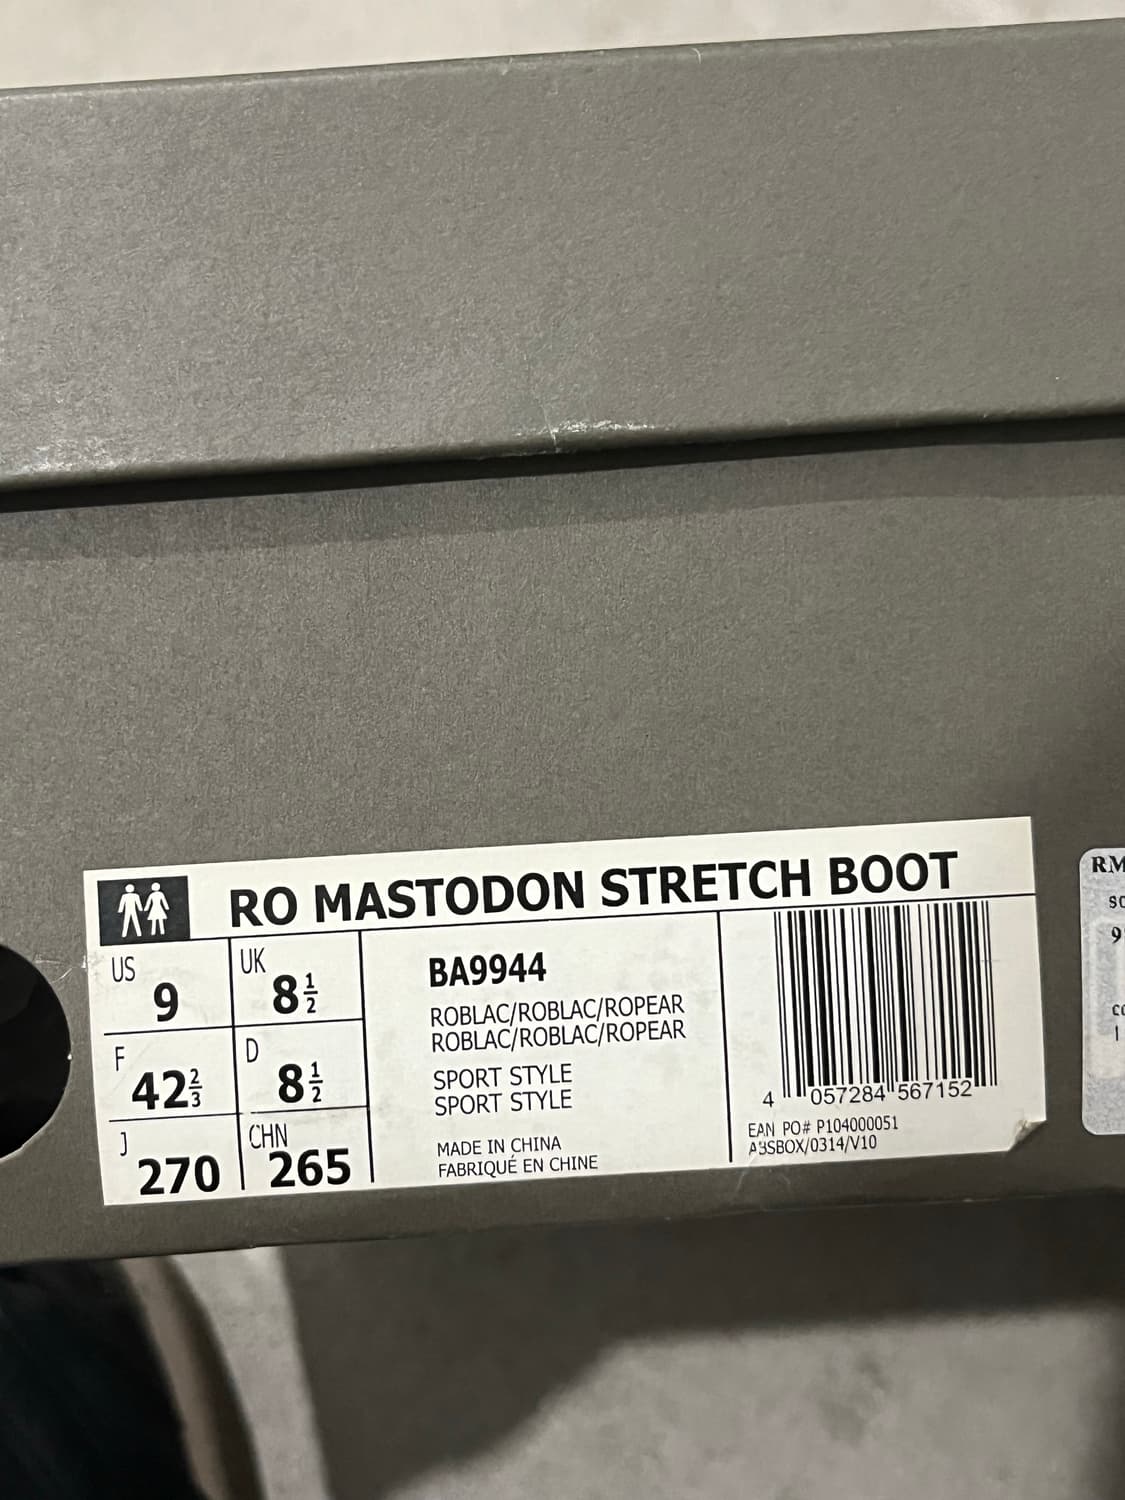 RO MASTODON STRETCH BOOT
US
9
UK
8½
F
42⅔
D
8½
J
270
CHN
265
BA9944
ROBLAC/ROBLAC/ROPEAR
ROBLAC/ROBLAC/ROPEAR
SPORT STYLE
SPORT STYLE
MADE IN CHINA
FABRIQUÉ EN CHINE
4 057284 567152
EAN PO# P104000051
A3SBOX/0314/V10
RM